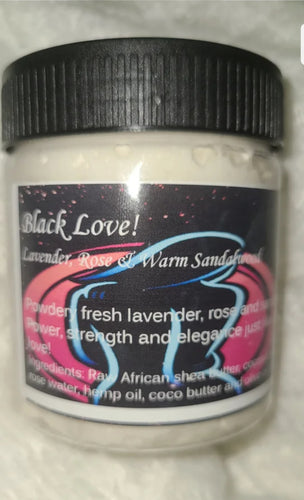 Black Love!
Lavender, Rose & Warm Sandalwood
Powdery fresh lavender, rose and
Power, strength and elegance just
love!
Ingredients: Raw African shea butter,
rose water, hemp oil, coco butter and